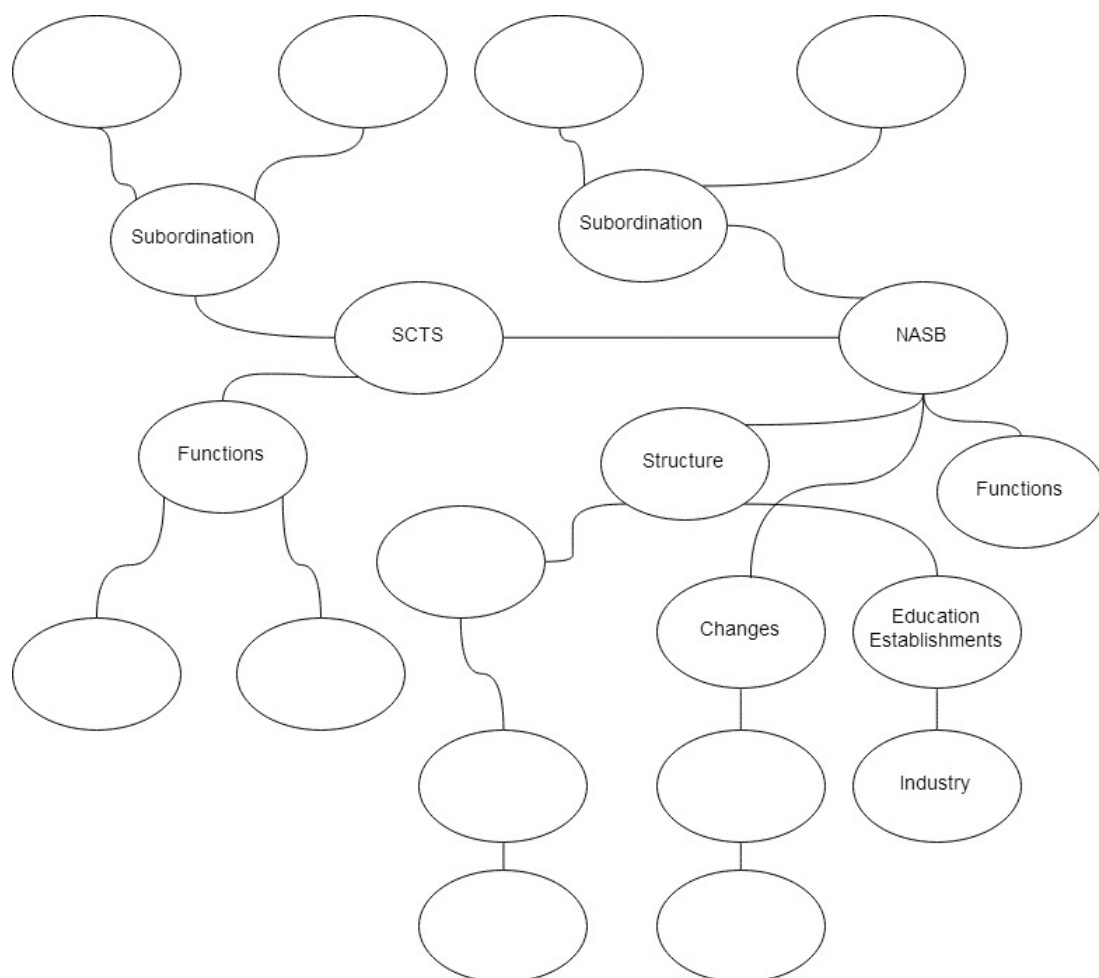 Subordination
Subordination
SCTS
NASB
Functions
Structure
Functions
Changes
Education
Establishments
Industry